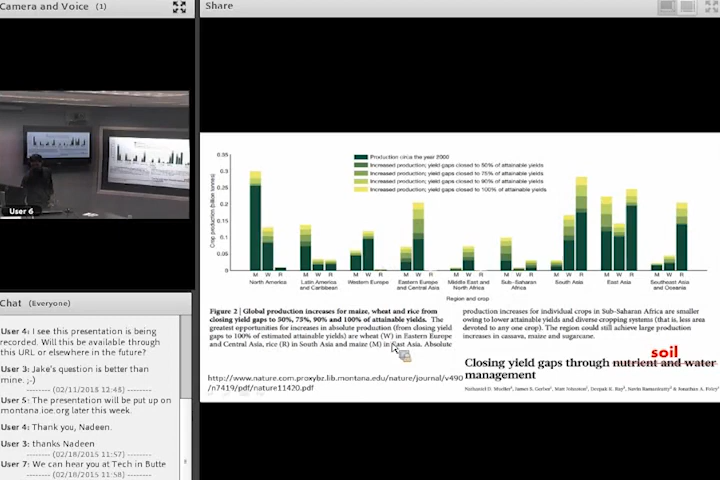 Camera and Voice (1)
Share
User 6
Chat (Everyone)
User 4: I see this presentation is being
recorded. Will this be available through
this URL or elsewhere in the future?
User 3: Jake's question is better than
mine. ;-)
-------- (02/11/2015 12:48) --------
User 5: The presentation will be put up on
montana.ioe.org later this week.
User 4: Thank you, Nadeen.
User 3: thanks Nadeen
-------- (02/18/2015 11:57) --------
User 7: We can hear you at Tech in Butte
-------- (02/18/2015 11:58) --------
Crop production (billion tonnes)
0.35
0.3
0.25
0.2
0.15
0.1
0.05
0
Production circa the year 2000
Increased production; yield gaps closed to 50% of attainable yields
Increased production; yield gaps closed to 75% of attainable yields
Increased production; yield gaps closed to 90% of attainable yields
Increased production; yield gaps closed to 100% of attainable yields
M W R M W R M W R M W R M W R M W R M W R M W R M W R
North America
Latin America
and Caribbean
Western Europe
Eastern Europe
and Central Asia
Middle East and
North Africa
Sub-Saharan
Africa
South Asia
East Asia
Southeast Asia
and Oceania
Region and crop
Figure 2 | Global production increases for maize, wheat and rice from
closing yield gaps to 50%, 75%, 90% and 100% of attainable yields. The
greatest opportunities for increases in absolute production (from closing yield
gaps to 100% of estimated attainable yields) are wheat (W) in Eastern Europe
and Central Asia, rice (R) in South Asia and maize (M) in East Asia. Absolute
production increases for individual crops in Sub-Saharan Africa are smaller
owing to lower attainable yields and diverse cropping systems (that is, less area
devoted to any one crop). The region could still achieve large production
increases in cassava, maize and sugarcane.
http://www.nature.com.proxybz.lib.montana.edu/nature/journal/v490
/n7419/pdf/nature11420.pdf
soil
Closing yield gaps through nutrient and water
management
Nathaniel D. Mueller, James S. Gerber, Matt Johnston, Deepak K. Ray, Navin Ramankutty & Jonathan A. Foley